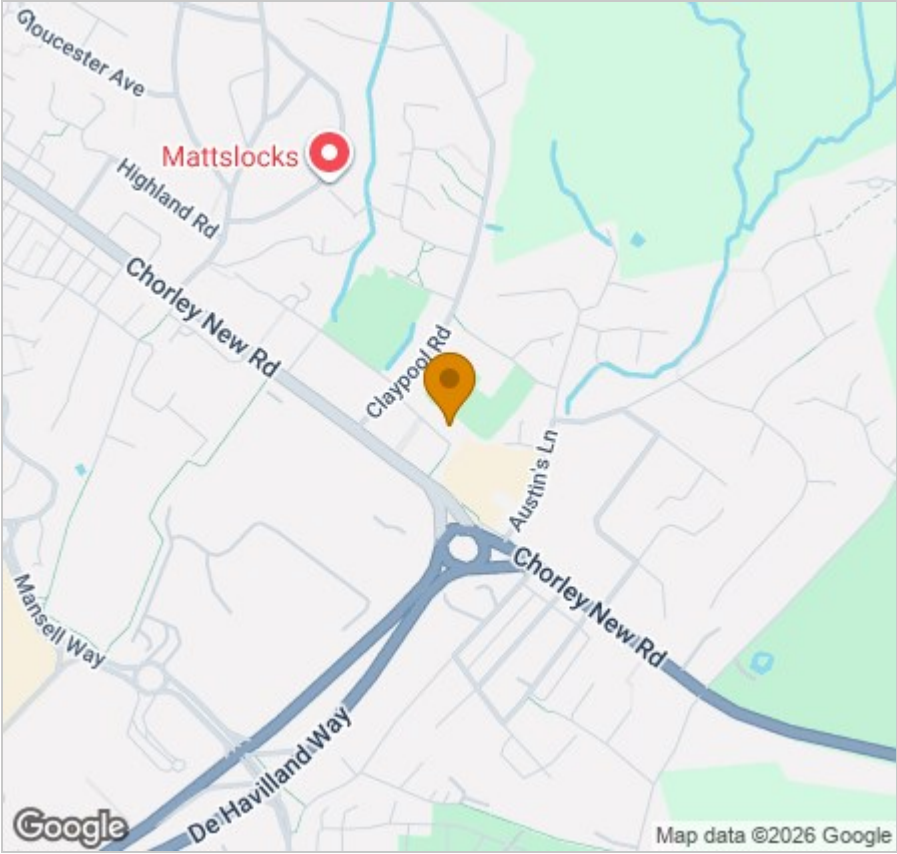 Gloucester Ave
Mattslocks
Highland Rd
Chorley New Rd
Claypool Rd
Austin's Ln
Chorley New Rd
Mansell Way
De Havilland Way
Google
Map data ©2026 Google